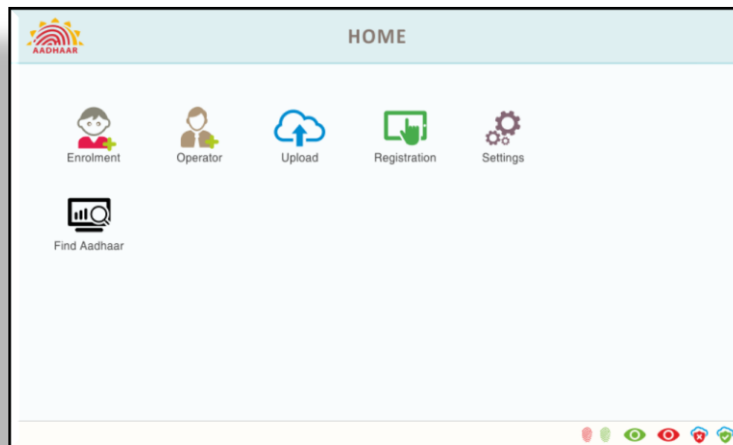 AADHAAR
HOME
Enrolment
Operator
Upload
Registration
Settings
Find Aadhaar